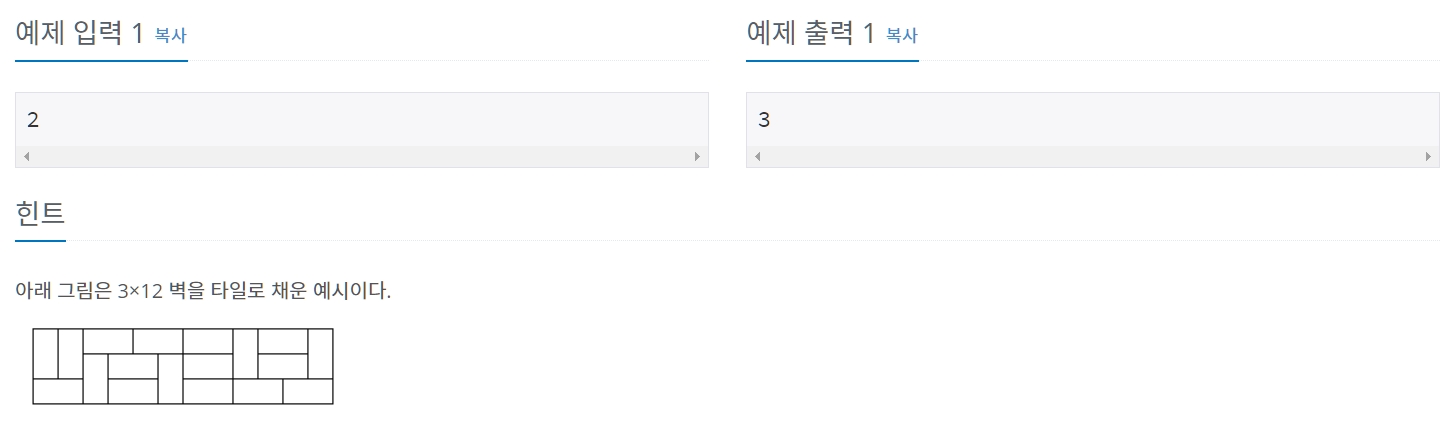 예제 입력 1 복사
2
예제 출력 1 복사
3
힌트
아래 그림은 3×12 벽을 타일로 채운 예시이다.